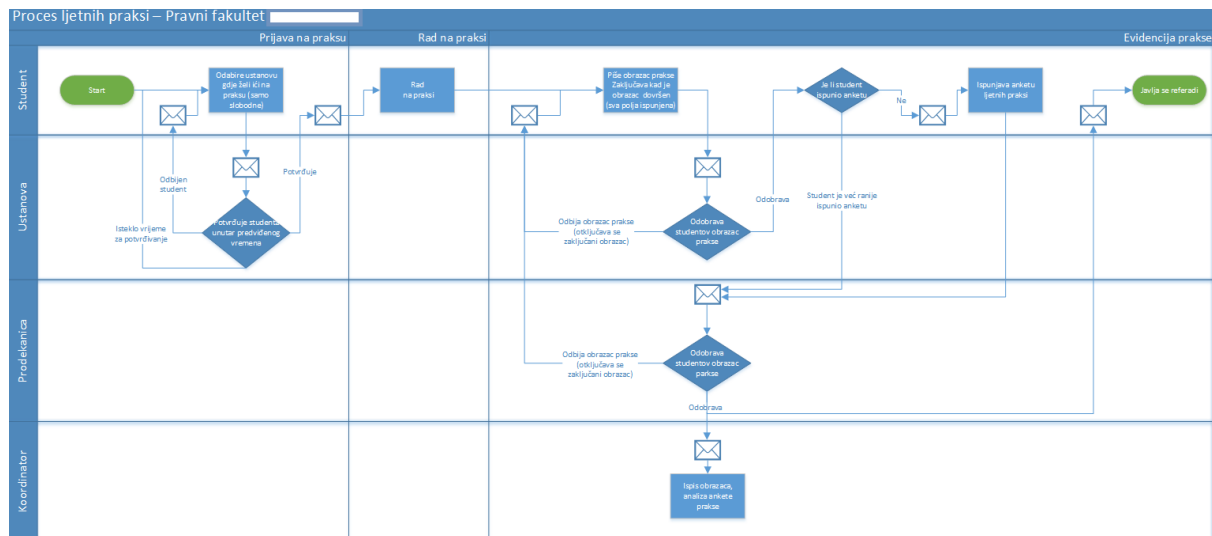 Proces ljetnih praksi – Pravni fakultet
Prijava na praksu
Rad na praksi
Evidencija prakse
Student
Start
Odabire ustanovu
gdje želi ići na
praksu (samo
slobodne)
Rad
na praksi
Piše obrazac prakse
Zaključava kad je
obrazac dovršen
(sva polja ispunjena)
Je li student
ispunio anketu
Ne
Ispunjava anketu
ljetnih praksi
Javlja se referadi
Ustanova
Odbijen
student
Potvrđuje
Isteklo vrijeme
za potvrđivanje
Potvrđuje studenta
unutar predviđenog
vremena
Odbija obrazac prakse
(otključava se
zaključani obrazac)
Odobrava
studentov obrazac
prakse
Odobrava
Student je već ranije
ispunio anketu
Prodekanica
Odbija obrazac prakse
(otključava se
zaključani obrazac)
Odobrava
studentov obrazac
parkse
Odobrava
Koordinator
Ispis obrazaca,
analiza ankete
prakse